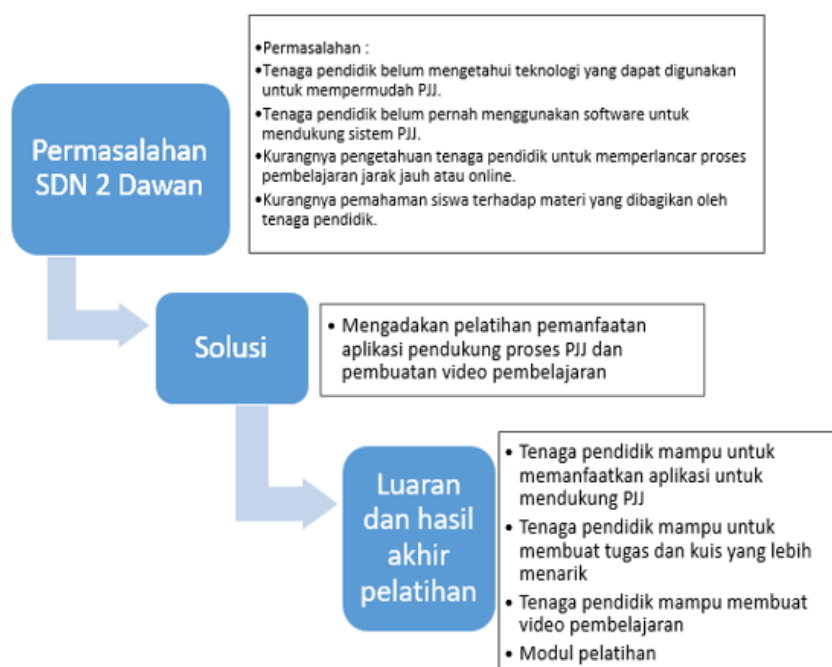 Permasalahan
SDN 2 Dawan
•Permasalahan :
•Tenaga pendidik belum mengetahui teknologi yang dapat digunakan
untuk mempermudah PJJ.
•Tenaga pendidik belum pernah menggunakan software untuk
mendukung sistem PJJ.
•Kurangnya pengetahuan tenaga pendidik untuk memperlancar proses
pembelajaran jarak jauh atau online.
•Kurangnya pemahaman siswa terhadap materi yang dibagikan oleh
tenaga pendidik.
Solusi
• Mengadakan pelatihan pemanfaatan
aplikasi pendukung proses PJJ dan
pembuatan video pembelajaran
Luaran
dan hasil
akhir
pelatihan
• Tenaga pendidik mampu untuk
memanfaatkan aplikasi untuk
mendukung PJJ
• Tenaga pendidik mampu untuk
membuat tugas dan kuis yang lebih
menarik
• Tenaga pendidik mampu membuat
video pembelajaran
• Modul pelatihan